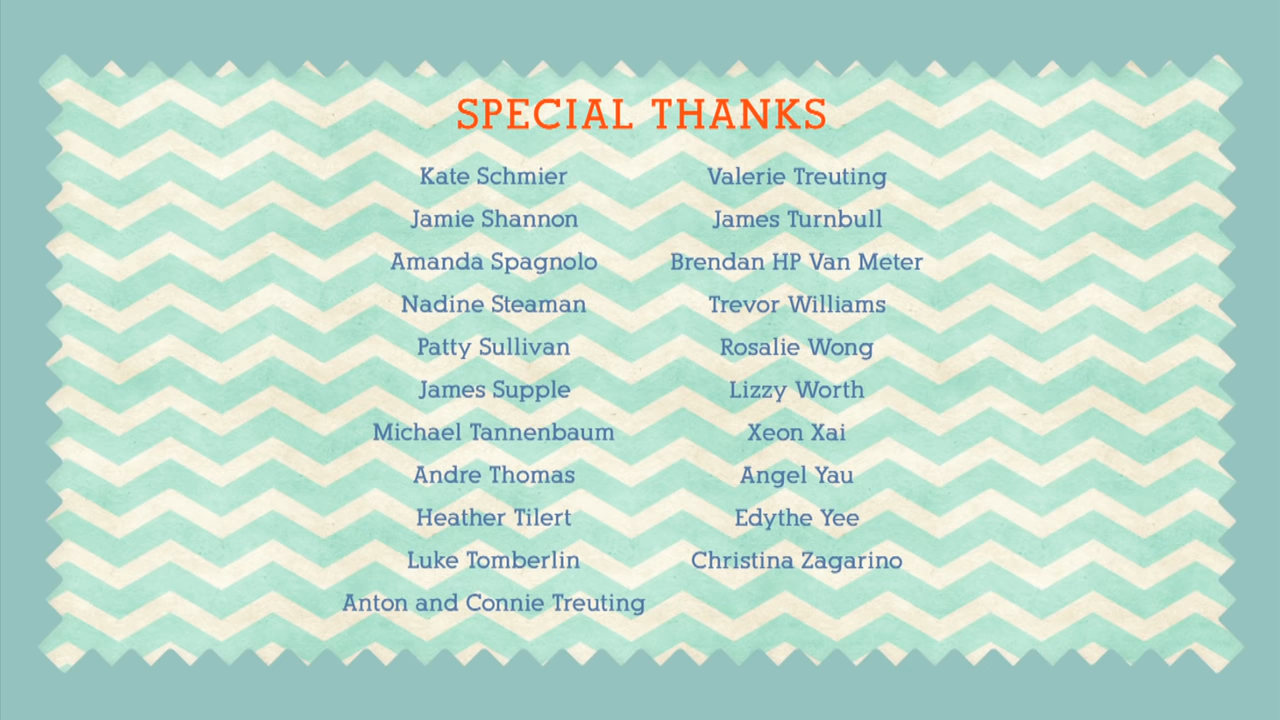 SPECIAL THANKS
Kate Schmier
Jamie Shannon
Amanda Spagnolo
Nadine Steaman
Patty Sullivan
James Supple
Michael Tannenbaum
Andre Thomas
Heather Tilert
Luke Tomberlin
Anton and Connie Treuting
Valerie Treuting
James Turnbull
Brendan HP Van Meter
Trevor Williams
Rosalie Wong
Lizzy Worth
Xeon Xai
Angel Yau
Edythe Yee
Christina Zagarino